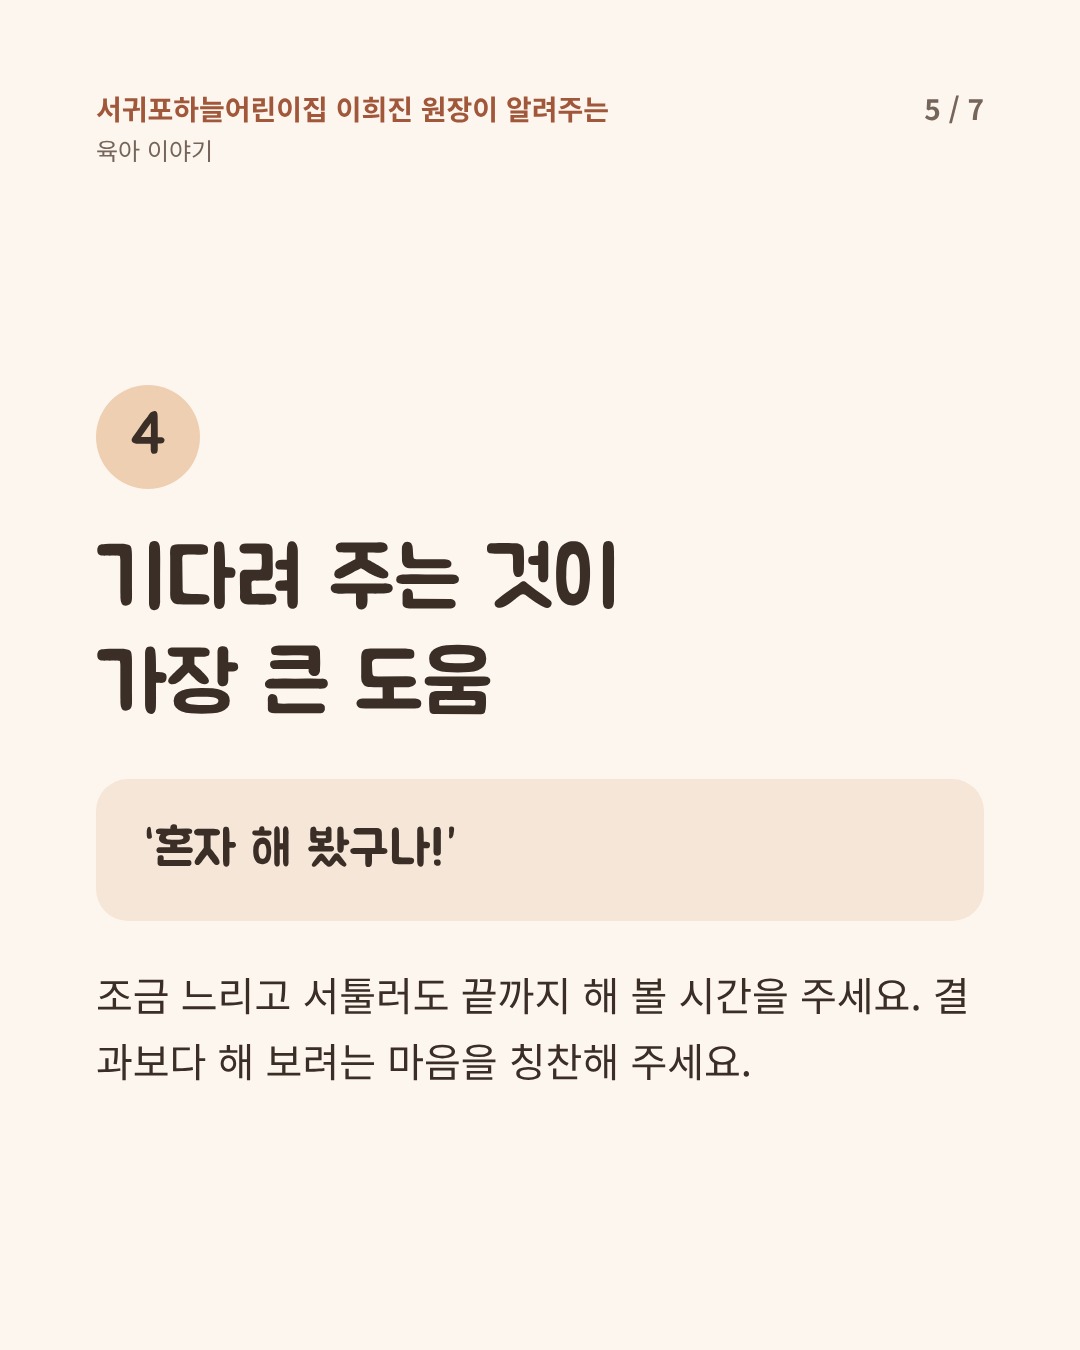 서귀포하늘어린이집 이희진 원장이 알려주는
5 / 7
육아 이야기
4
기다려 주는 것이
가장 큰 도움
‘혼자 해 봤구나!’
조금 느리고 서툴러도 끝까지 해 볼 시간을 주세요. 결
과보다 해 보려는 마음을 칭찬해 주세요.